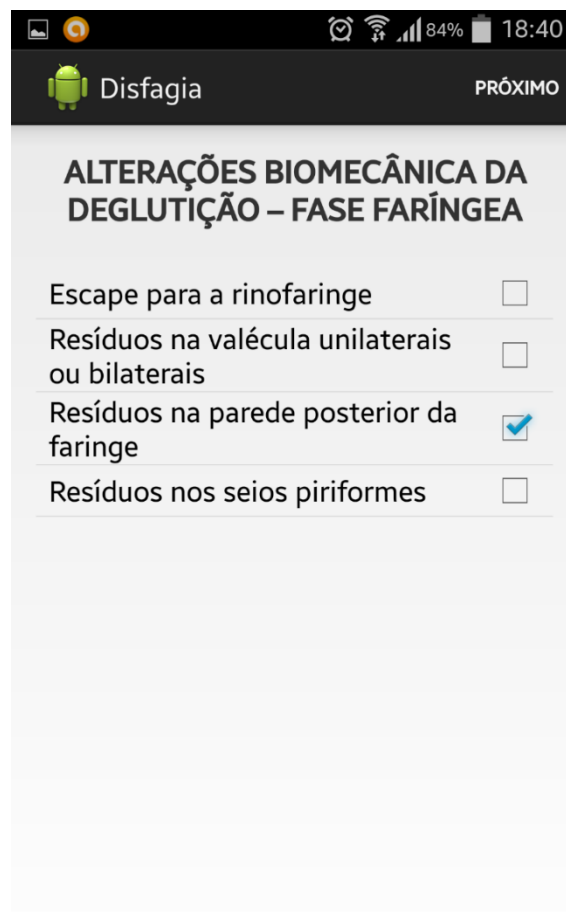 84% 18:40
Disfagia PRÓXIMO
ALTERAÇÕES BIOMECÂNICA DA
DEGLUTIÇÃO – FASE FARÍNGEA
Escape para a rinofaringe
Resíduos na valécula unilaterais
ou bilaterais
Resíduos na parede posterior da
faringe
Resíduos nos seios piriformes